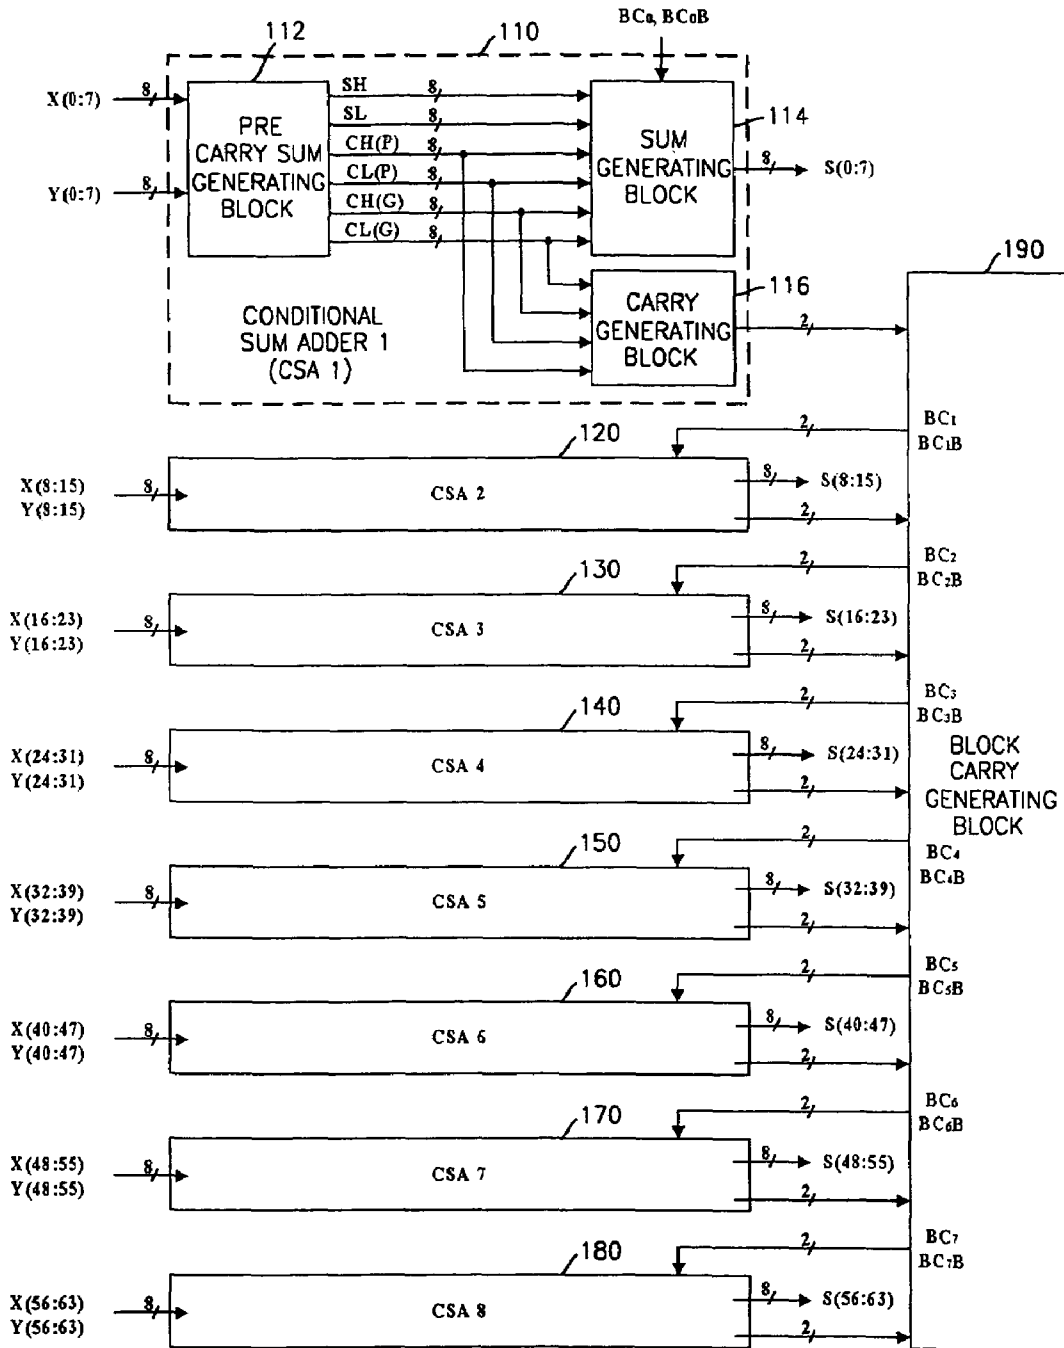 BC0, BC0B
112
110
X(0:7)
8
Y(0:7)
8
PRE
CARRY SUM
GENERATING
BLOCK
SH
8
SL
8
CH(P)
8
CL(P)
8
CH(G)
8
CL(G)
8
SUM
GENERATING
BLOCK
114
8
S(0:7)
CARRY
GENERATING
BLOCK
116
2
190
CONDITIONAL
SUM ADDER 1
(CSA 1)
120
2
BC1
BC1B
X(8:15)
Y(8:15)
8
CSA 2
8
S(8:15)
2
130
2
BC2
BC2B
X(16:23)
Y(16:23)
8
CSA 3
8
S(16:23)
2
140
2
BC3
BC3B
X(24:31)
Y(24:31)
8
CSA 4
8
S(24:31)
2
BLOCK
CARRY
GENERATING
BLOCK
150
2
BC4
BC4B
X(32:39)
Y(32:39)
8
CSA 5
8
S(32:39)
2
160
2
BC5
BC5B
X(40:47)
Y(40:47)
8
CSA 6
8
S(40:47)
2
170
2
BC6
BC6B
X(48:55)
Y(48:55)
8
CSA 7
8
S(48:55)
2
180
2
BC7
BC7B
X(56:63)
Y(56:63)
8
CSA 8
8
S(56:63)
2